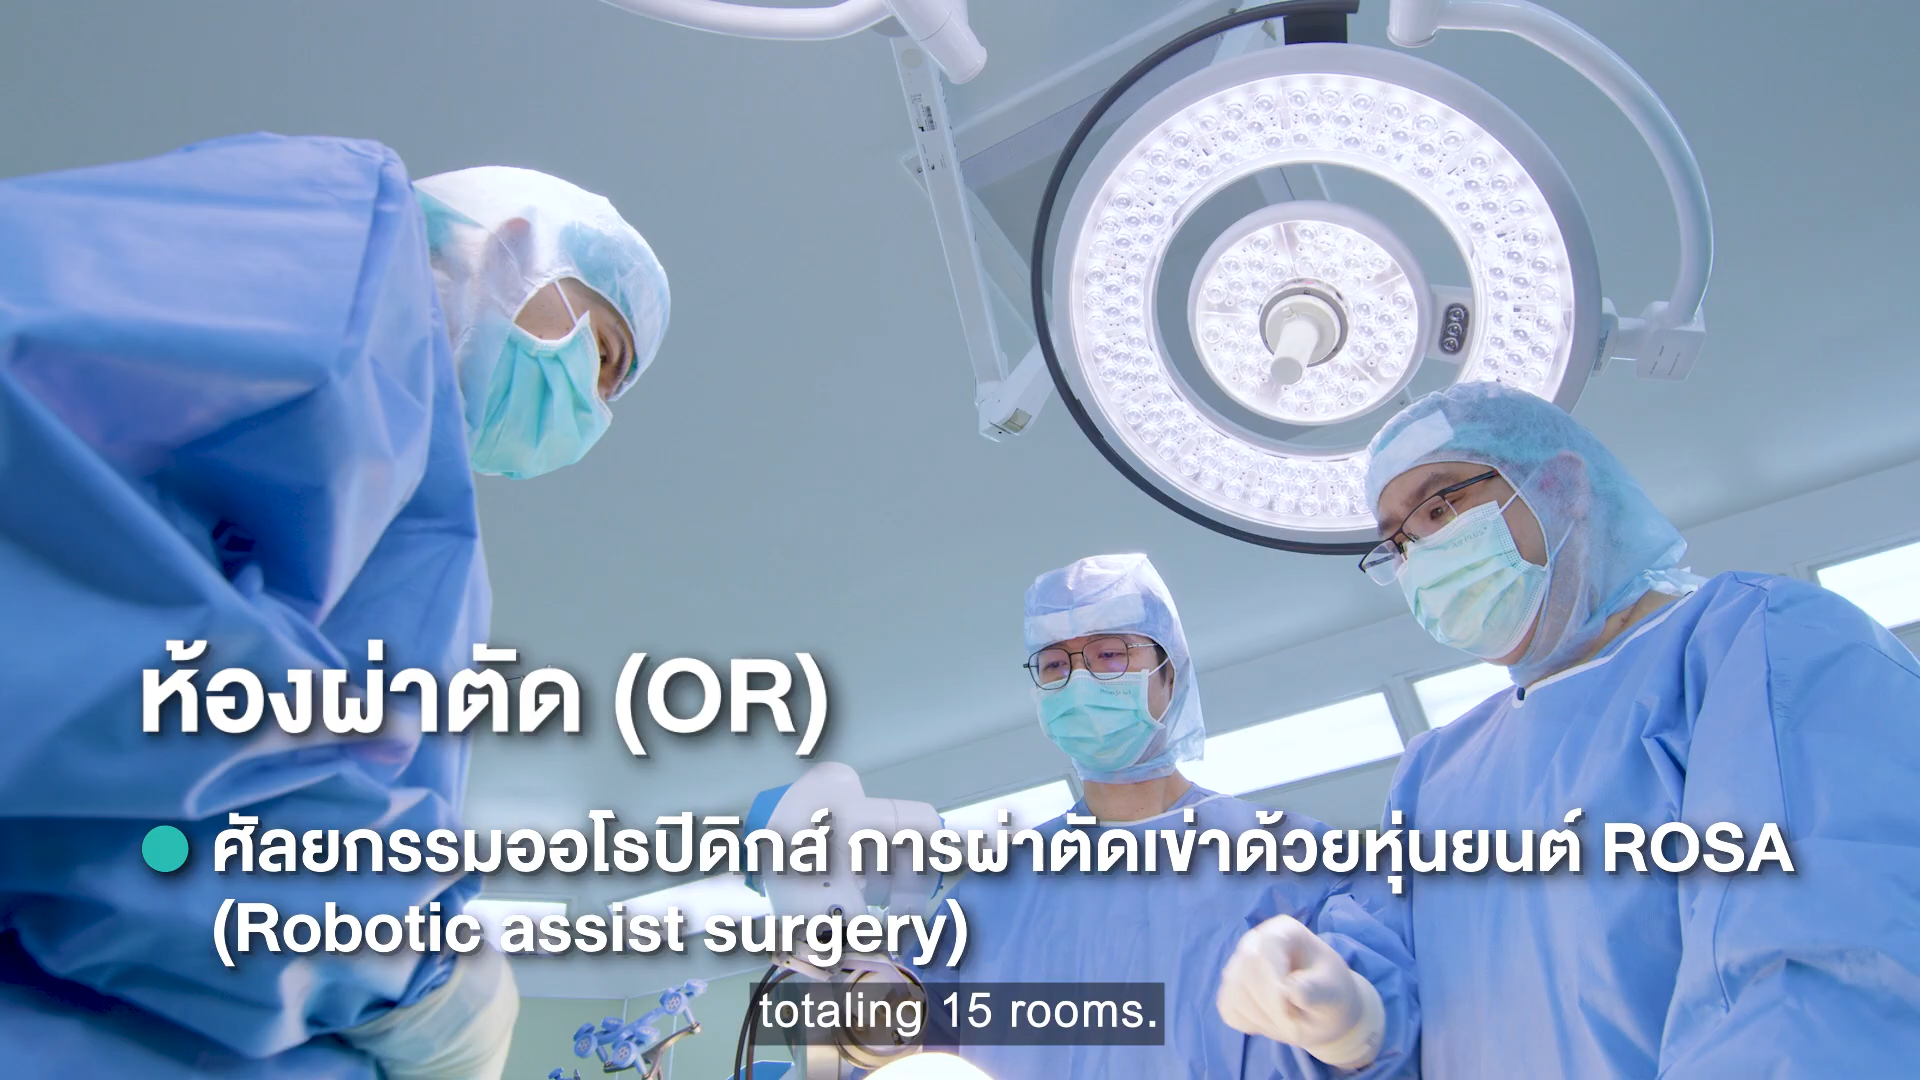 ห้องผ่าตัด (OR)
ศัลยกรรมออโธปิดิกส์ การผ่าตัดเข่าด้วยหุ่นยนต์ ROSA
(Robotic assist surgery)
totaling 15 rooms.